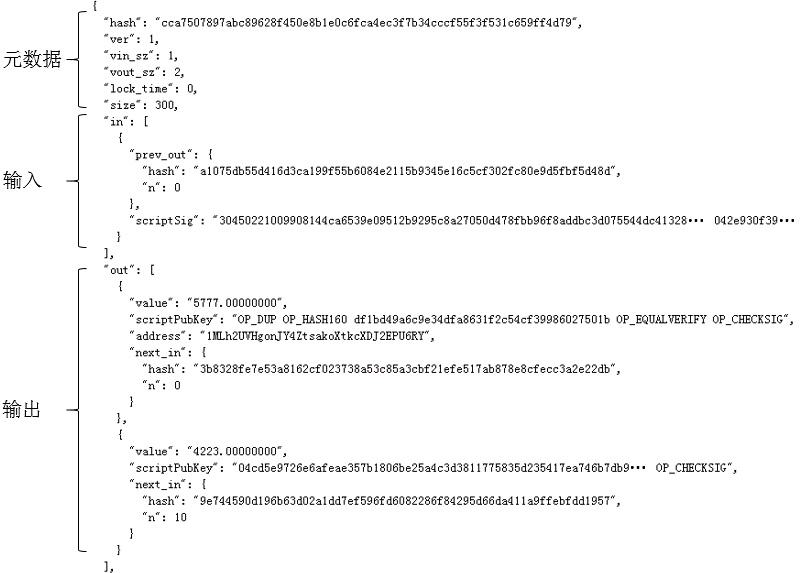 {
"hash": "cca7507897abc89628f450e8b1e0c6fca4ec3f7b34cccf55f3f531c659ff4d79",
元数据
"ver": 1,
"vin_sz": 1,
"vout_sz": 2,
"lock_time": 0,
"size": 300,
"in": [
{
"prev_out": {
输入
"hash": "a1075db55d416d3ca199f55b6084e2115b9345e16c5cf302fc80e9d5fbf5d48d",
"n": 0
},
"scriptSig": "30450221009908144ca6539e09512b9295c8a27050d478fbb96f8addbc3d075544dc41328··· 042e930f39···
}
],
"out": [
{
"value": "5777.00000000",
"scriptPubKey": "OP_DUP OP_HASH160 df1bd49a6c9e34dfa8631f2c54cf39986027501b OP_EQUALVERIFY OP_CHECKSIG",
"address": "1MLh2UVHgonJY4ZtsakoXtkcXDJ2EPU6RY",
"next_in": {
"hash": "3b8328fe7e53a8162cf023738a53c85a3cbf21efe517ab878e8cfecc3a2e22db",
"n": 0
}
输出
},
{
"value": "4223.00000000",
"scriptPubKey": "04cd5e9726e6afeae357b1806be25a4c3d3811775835d235417ea746b7db9··· OP_CHECKSIG",
"next_in": {
"hash": "9e744590d196b63d02a1dd7ef596fd6082286f84295d66da411a9ffebfdd1957",
"n": 10
}
}
],